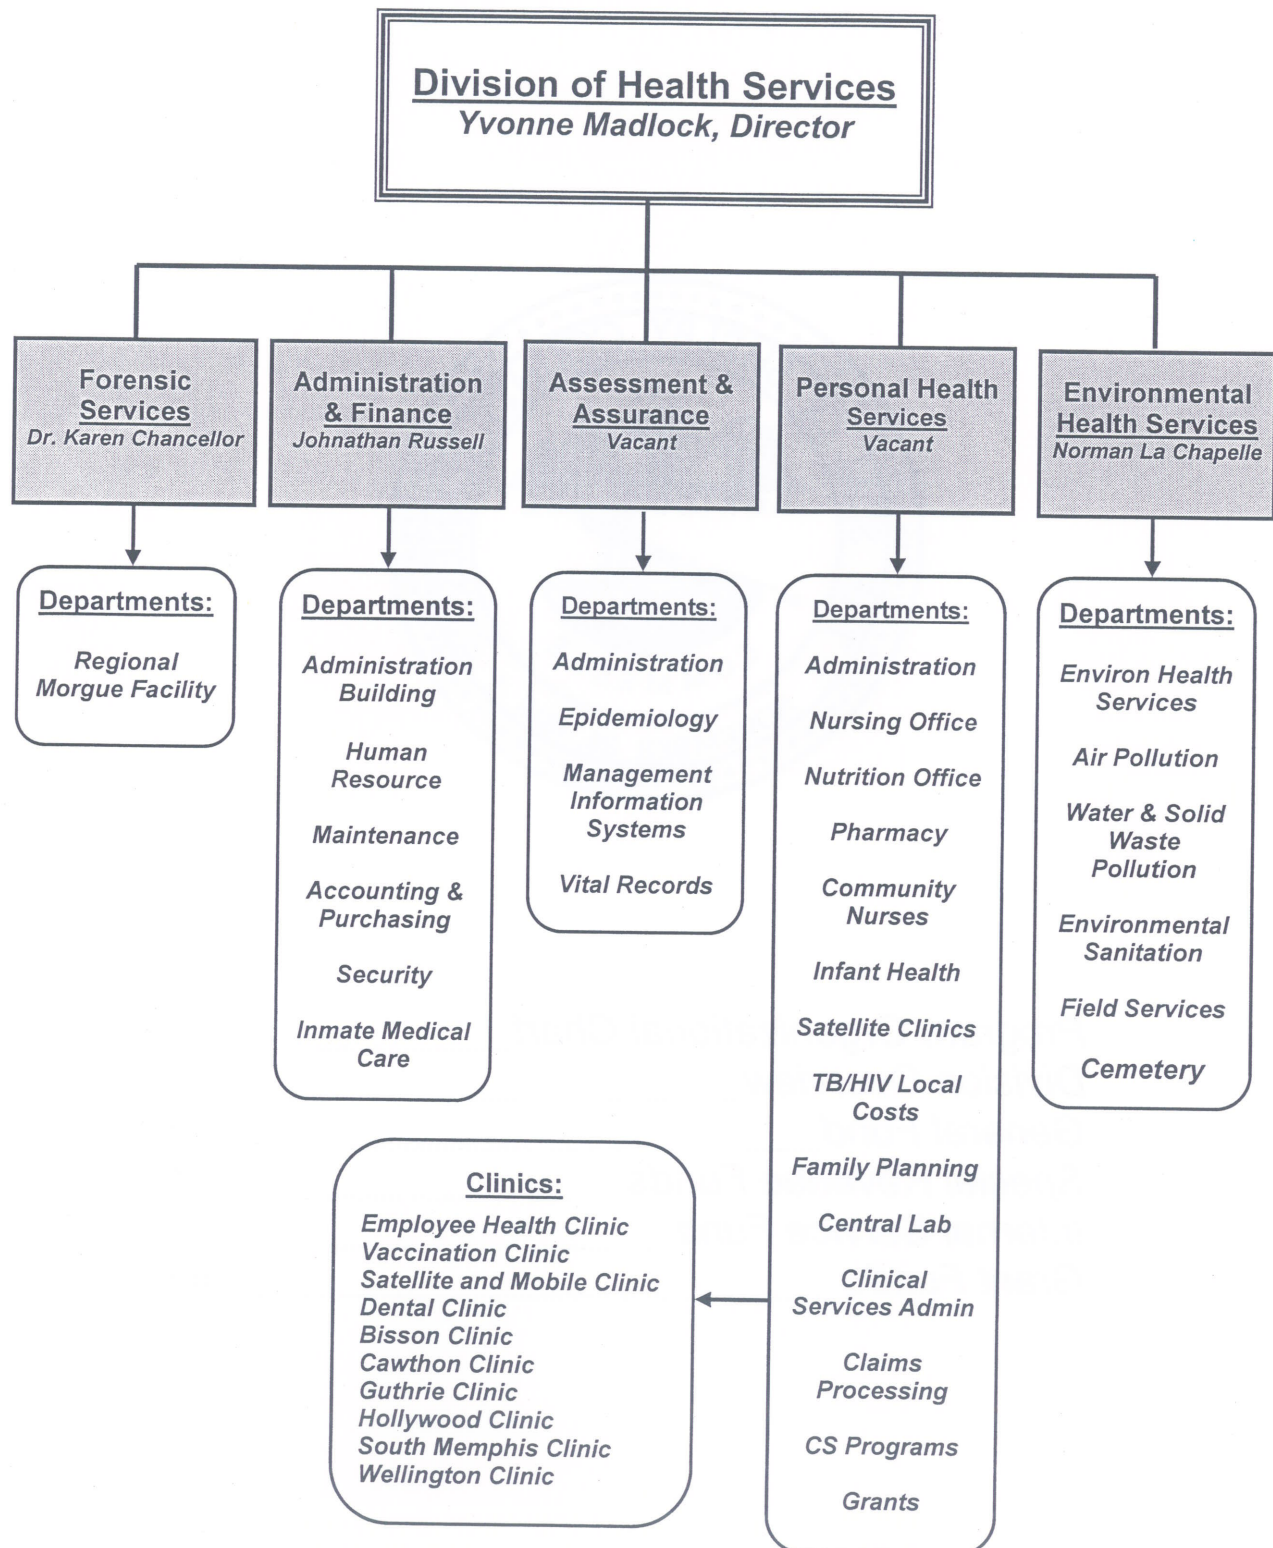 Division of Health Services
Yvonne Madlock, Director
Forensic
Services
Dr. Karen Chancellor
Administration
& Finance
Johnathan Russell
Assessment &
Assurance
Vacant
Personal Health
Services
Vacant
Environmental
Health Services
Norman La Chapelle
Departments:
Regional
Morgue Facility
Departments:
Administration
Building
Human
Resource
Maintenance
Accounting &
Purchasing
Security
Inmate Medical
Care
Departments:
Administration
Epidemiology
Management
Information
Systems
Vital Records
Departments:
Administration
Nursing Office
Nutrition Office
Pharmacy
Community
Nurses
Infant Health
Satellite Clinics
TB/HIV Local
Costs
Family Planning
Central Lab
Clinical
Services Admin
Claims
Processing
CS Programs
Grants
Departments:
Environ Health
Services
Air Pollution
Water & Solid
Waste
Pollution
Environmental
Sanitation
Field Services
Cemetery
Clinics:
Employee Health Clinic
Vaccination Clinic
Satellite and Mobile Clinic
Dental Clinic
Bisson Clinic
Cawthon Clinic
Guthrie Clinic
Hollywood Clinic
South Memphis Clinic
Wellington Clinic